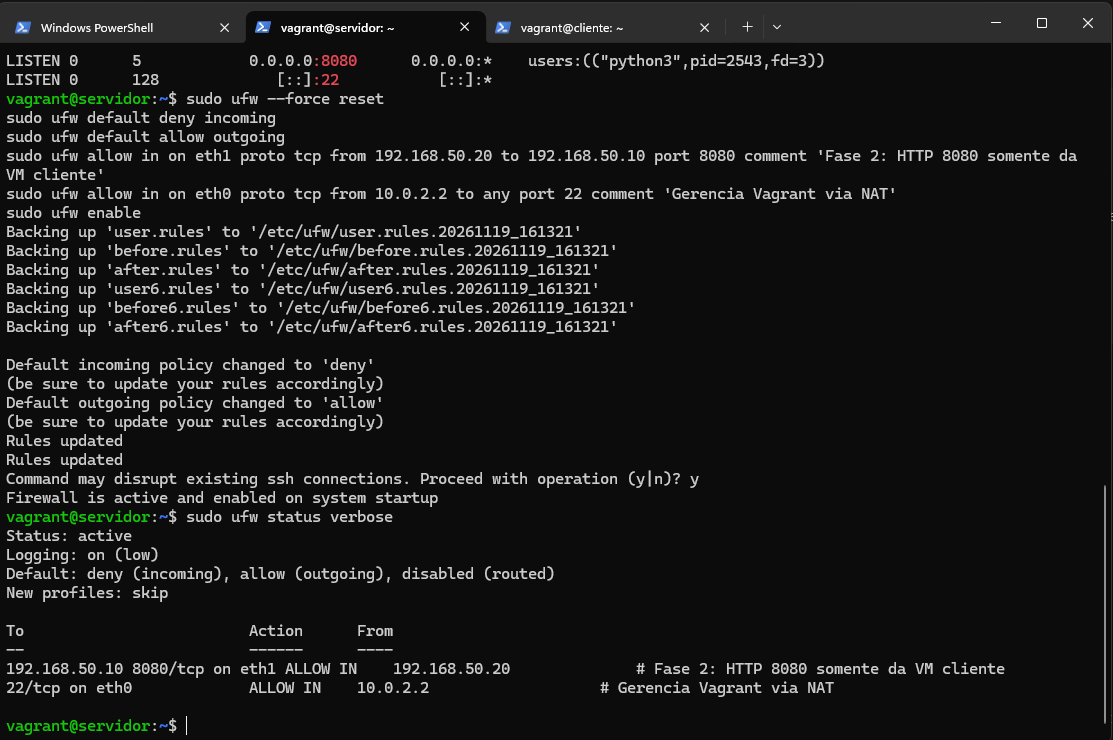 Windows PowerShell
vagrant@servidor: ~
vagrant@cliente: ~
LISTEN 0      5            0.0.0.0:8080      0.0.0.0:*    users:(("python3",pid=2543,fd=3))
LISTEN 0      128             [::]:22           [::]:*
vagrant@servidor:~$ sudo ufw --force reset
sudo ufw default deny incoming
sudo ufw default allow outgoing
sudo ufw allow in on eth1 proto tcp from 192.168.50.20 to 192.168.50.10 port 8080 comment 'Fase 2: HTTP 8080 somente da
VM cliente'
sudo ufw allow in on eth0 proto tcp from 10.0.2.2 to any port 22 comment 'Gerencia Vagrant via NAT'
sudo ufw enable
Backing up 'user.rules' to '/etc/ufw/user.rules.20261119_161321'
Backing up 'before.rules' to '/etc/ufw/before.rules.20261119_161321'
Backing up 'after.rules' to '/etc/ufw/after.rules.20261119_161321'
Backing up 'user6.rules' to '/etc/ufw/user6.rules.20261119_161321'
Backing up 'before6.rules' to '/etc/ufw/before6.rules.20261119_161321'
Backing up 'after6.rules' to '/etc/ufw/after6.rules.20261119_161321'
Default incoming policy changed to 'deny'
(be sure to update your rules accordingly)
Default outgoing policy changed to 'allow'
(be sure to update your rules accordingly)
Rules updated
Rules updated
Command may disrupt existing ssh connections. Proceed with operation (y|n)? y
Firewall is active and enabled on system startup
vagrant@servidor:~$ sudo ufw status verbose
Status: active
Logging: on (low)
Default: deny (incoming), allow (outgoing), disabled (routed)
New profiles: skip
To                         Action      From
--                         ------      ----
192.168.50.10 8080/tcp on eth1 ALLOW IN    192.168.50.20              # Fase 2: HTTP 8080 somente da VM cliente
22/tcp on eth0             ALLOW IN    10.0.2.2                   # Gerencia Vagrant via NAT
vagrant@servidor:~$